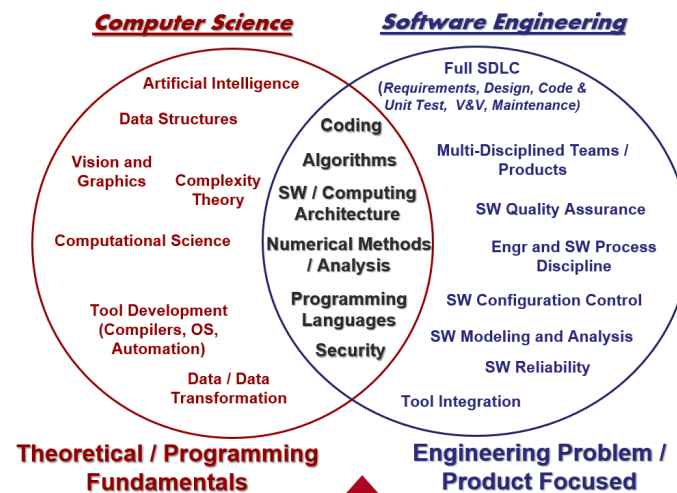 Computer Science
Software Engineering
Artificial Intelligence
Data Structures
Vision and
Graphics
Complexity
Theory
Computational Science
Tool Development
(Compilers, OS,
Automation)
Data / Data
Transformation
Coding
Algorithms
SW / Computing
Architecture
Numerical Methods
/ Analysis
Programming
Languages
Security
Full SDLC
(Requirements, Design, Code &
Unit Test, V&V, Maintenance)
Multi-Disciplined Teams /
Products
SW Quality Assurance
Engr and SW Process
Discipline
SW Configuration Control
SW Modeling and Analysis
SW Reliability
Tool Integration
Theoretical / Programming
Fundamentals
Engineering Problem /
Product Focused